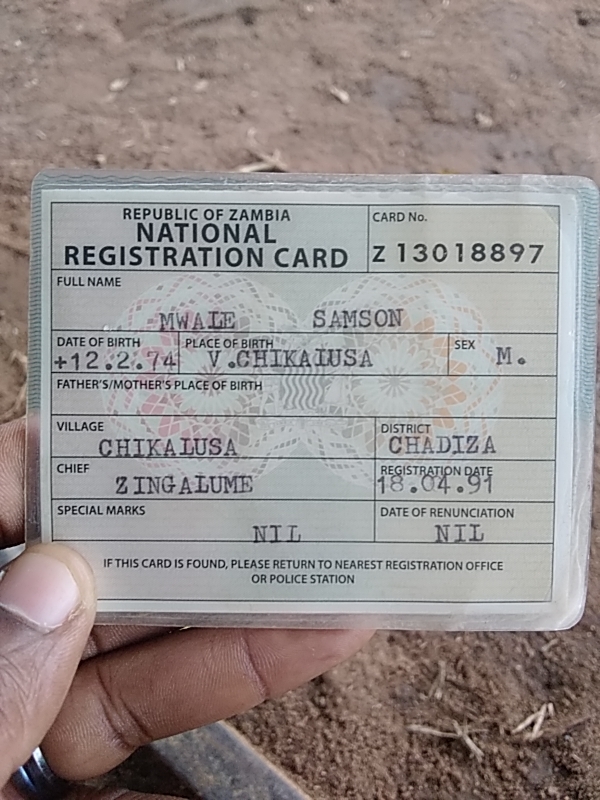 REPUBLIC OF ZAMBIA
NATIONAL
REGISTRATION CARD
CARD No.
Z 13018897
FULL NAME
MWALE SAMSON
DATE OF BIRTH
+12.2.74
PLACE OF BIRTH
V.CHIKAIUSA
SEX
M.
FATHER'S/MOTHER'S PLACE OF BIRTH
VILLAGE
CHIKALUSA
DISTRICT
CHADIZA
CHIEF
ZINGALUME
REGISTRATION DATE
18.04.91
SPECIAL MARKS
NIL
DATE OF RENUNCIATION
NIL
IF THIS CARD IS FOUND, PLEASE RETURN TO NEAREST REGISTRATION OFFICE
OR POLICE STATION